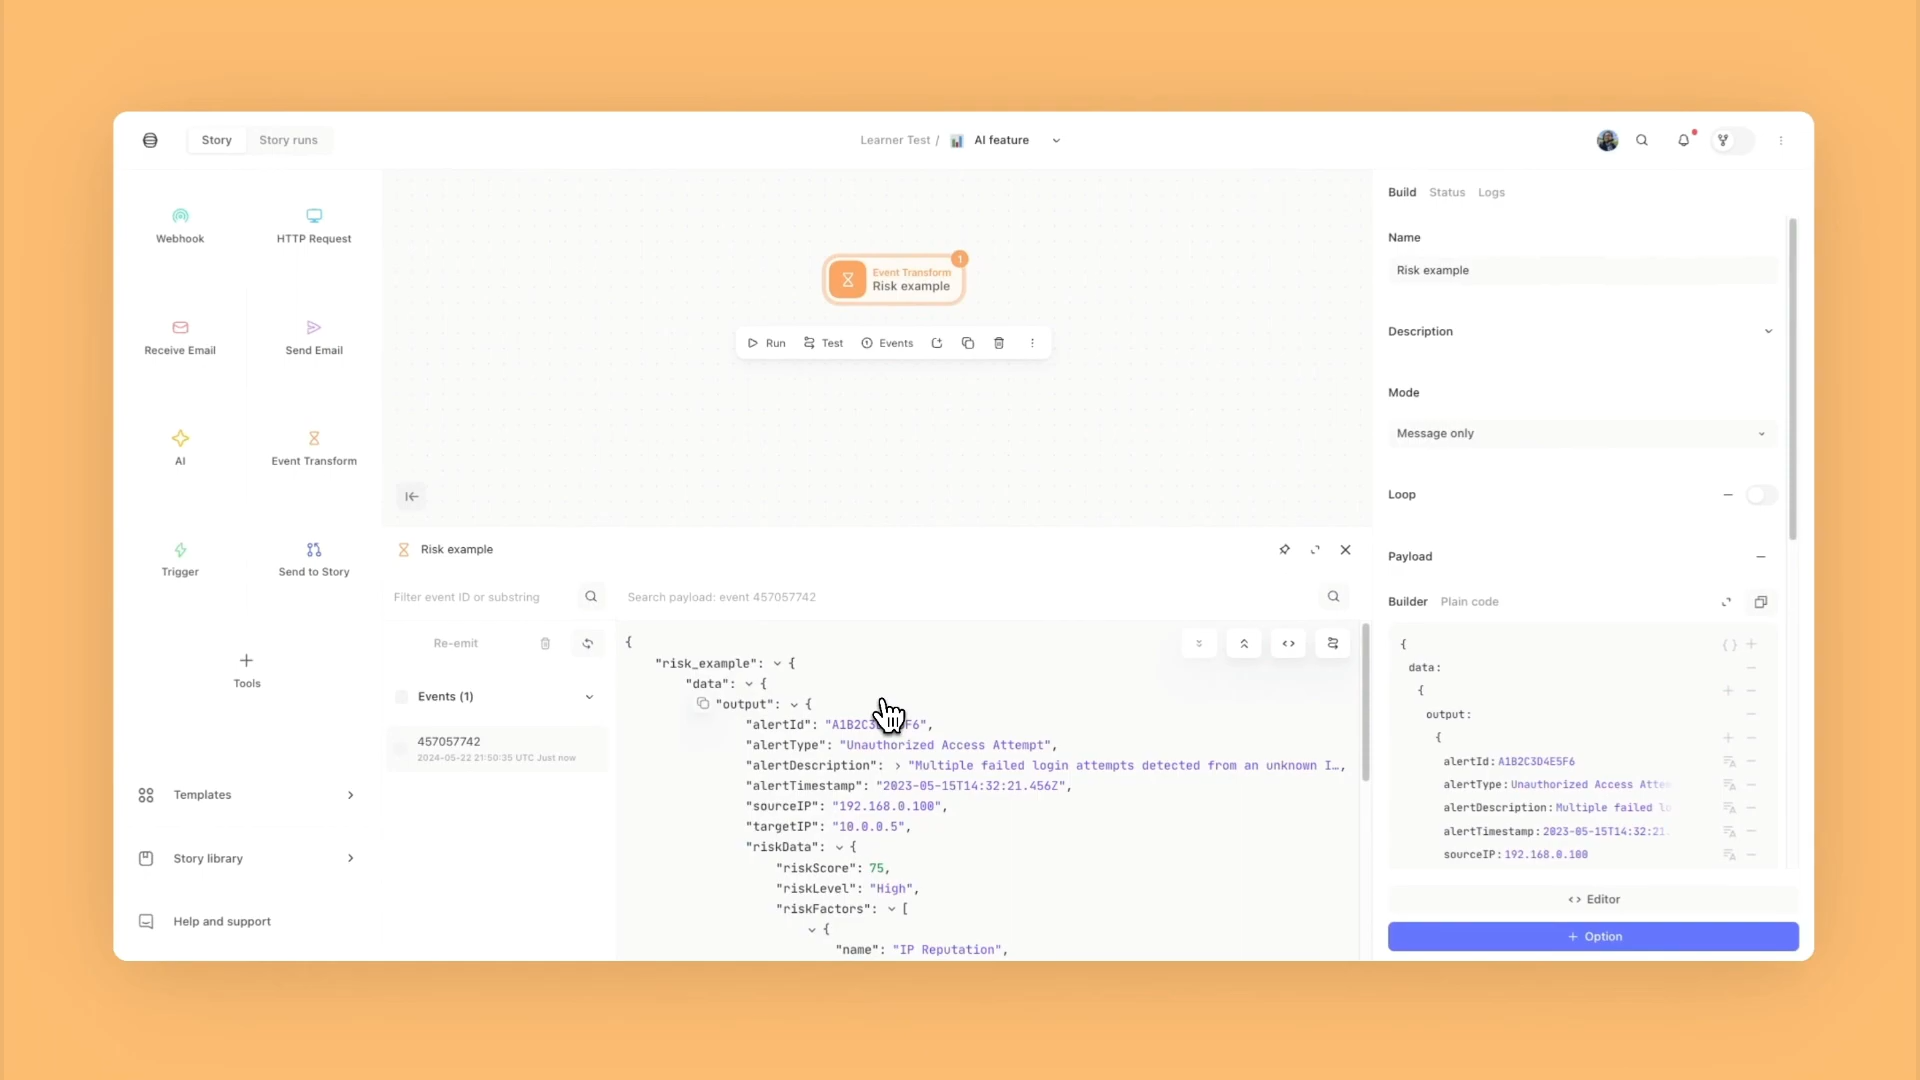 Story
Story runs
Learner Test / AI feature
Webhook
HTTP Request
Receive Email
Send Email
AI
Event Transform
Trigger
Send to Story
Tools
Templates
Story library
Help and support
1
Event Transform
Risk example
Run
Test
Events
Risk example
Filter event ID or substring
Search payload: event 457057742
Re-emit
Events (1)
457057742
2024-05-22 21:50:35 UTC Just now
{
"risk_example": {
"data": {
"output": {
"alertId": "A1B2C3 F6",
"alertType": "Unauthorized Access Attempt",
"alertDescription": > "Multiple failed login attempts detected from an unknown I…,
"alertTimestamp": "2023-05-15T14:32:21.456Z",
"sourceIP": "192.168.0.100",
"targetIP": "10.0.0.5",
"riskData": {
"riskScore": 75,
"riskLevel": "High",
"riskFactors": [
{
"name": "IP Reputation",
Build
Status
Logs
Name
Risk example
Description
Mode
Message only
Loop
Payload
Builder
Plain code
{
data:
{
output:
{
alertId: A1B2C3D4E5F6
alertType: Unauthorized Access Atte
alertDescription: Multiple failed lo
alertTimestamp: 2023-05-15T14:32:21.
sourceIP: 192.168.0.100
<> Editor
+ Option